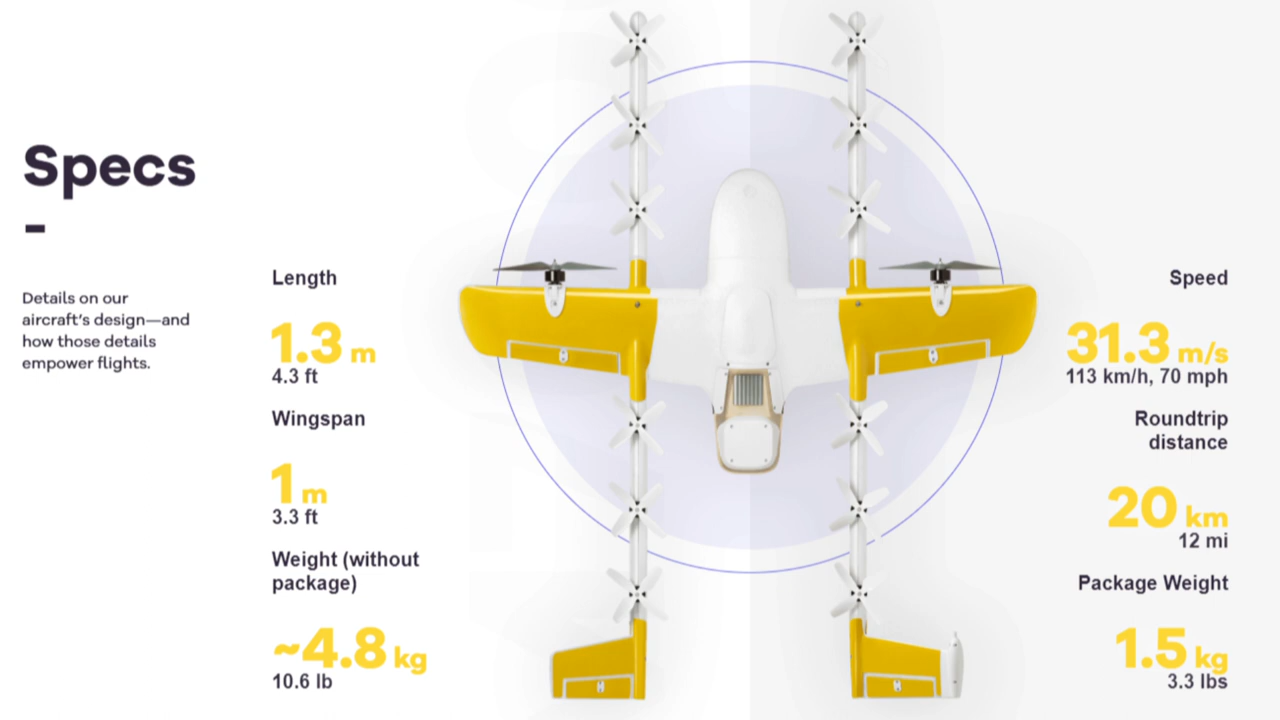 Specs
-
Details on our
aircraft's design—and
how those details
empower flights.
Length
1.3 m
4.3 ft
Wingspan
1 m
3.3 ft
Weight (without
package)
~4.8 kg
10.6 lb
Speed
31.3 m/s
113 km/h, 70 mph
Roundtrip
distance
20 km
12 mi
Package Weight
1.5 kg
3.3 lbs